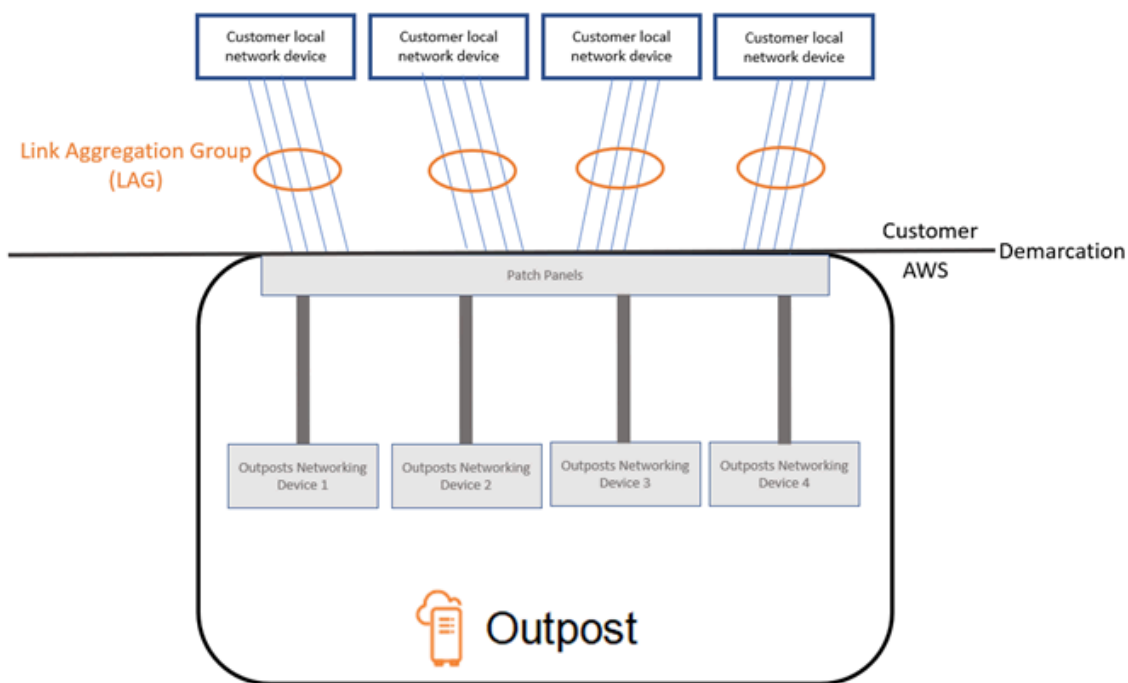 Customer local
network device
Customer local
network device
Customer local
network device
Customer local
network device
Link Aggregation Group
(LAG)
Customer
Demarcation
AWS
Patch Panels
Outposts Networking
Device 1
Outposts Networking
Device 2
Outposts Networking
Device 3
Outposts Networking
Device 4
Outpost